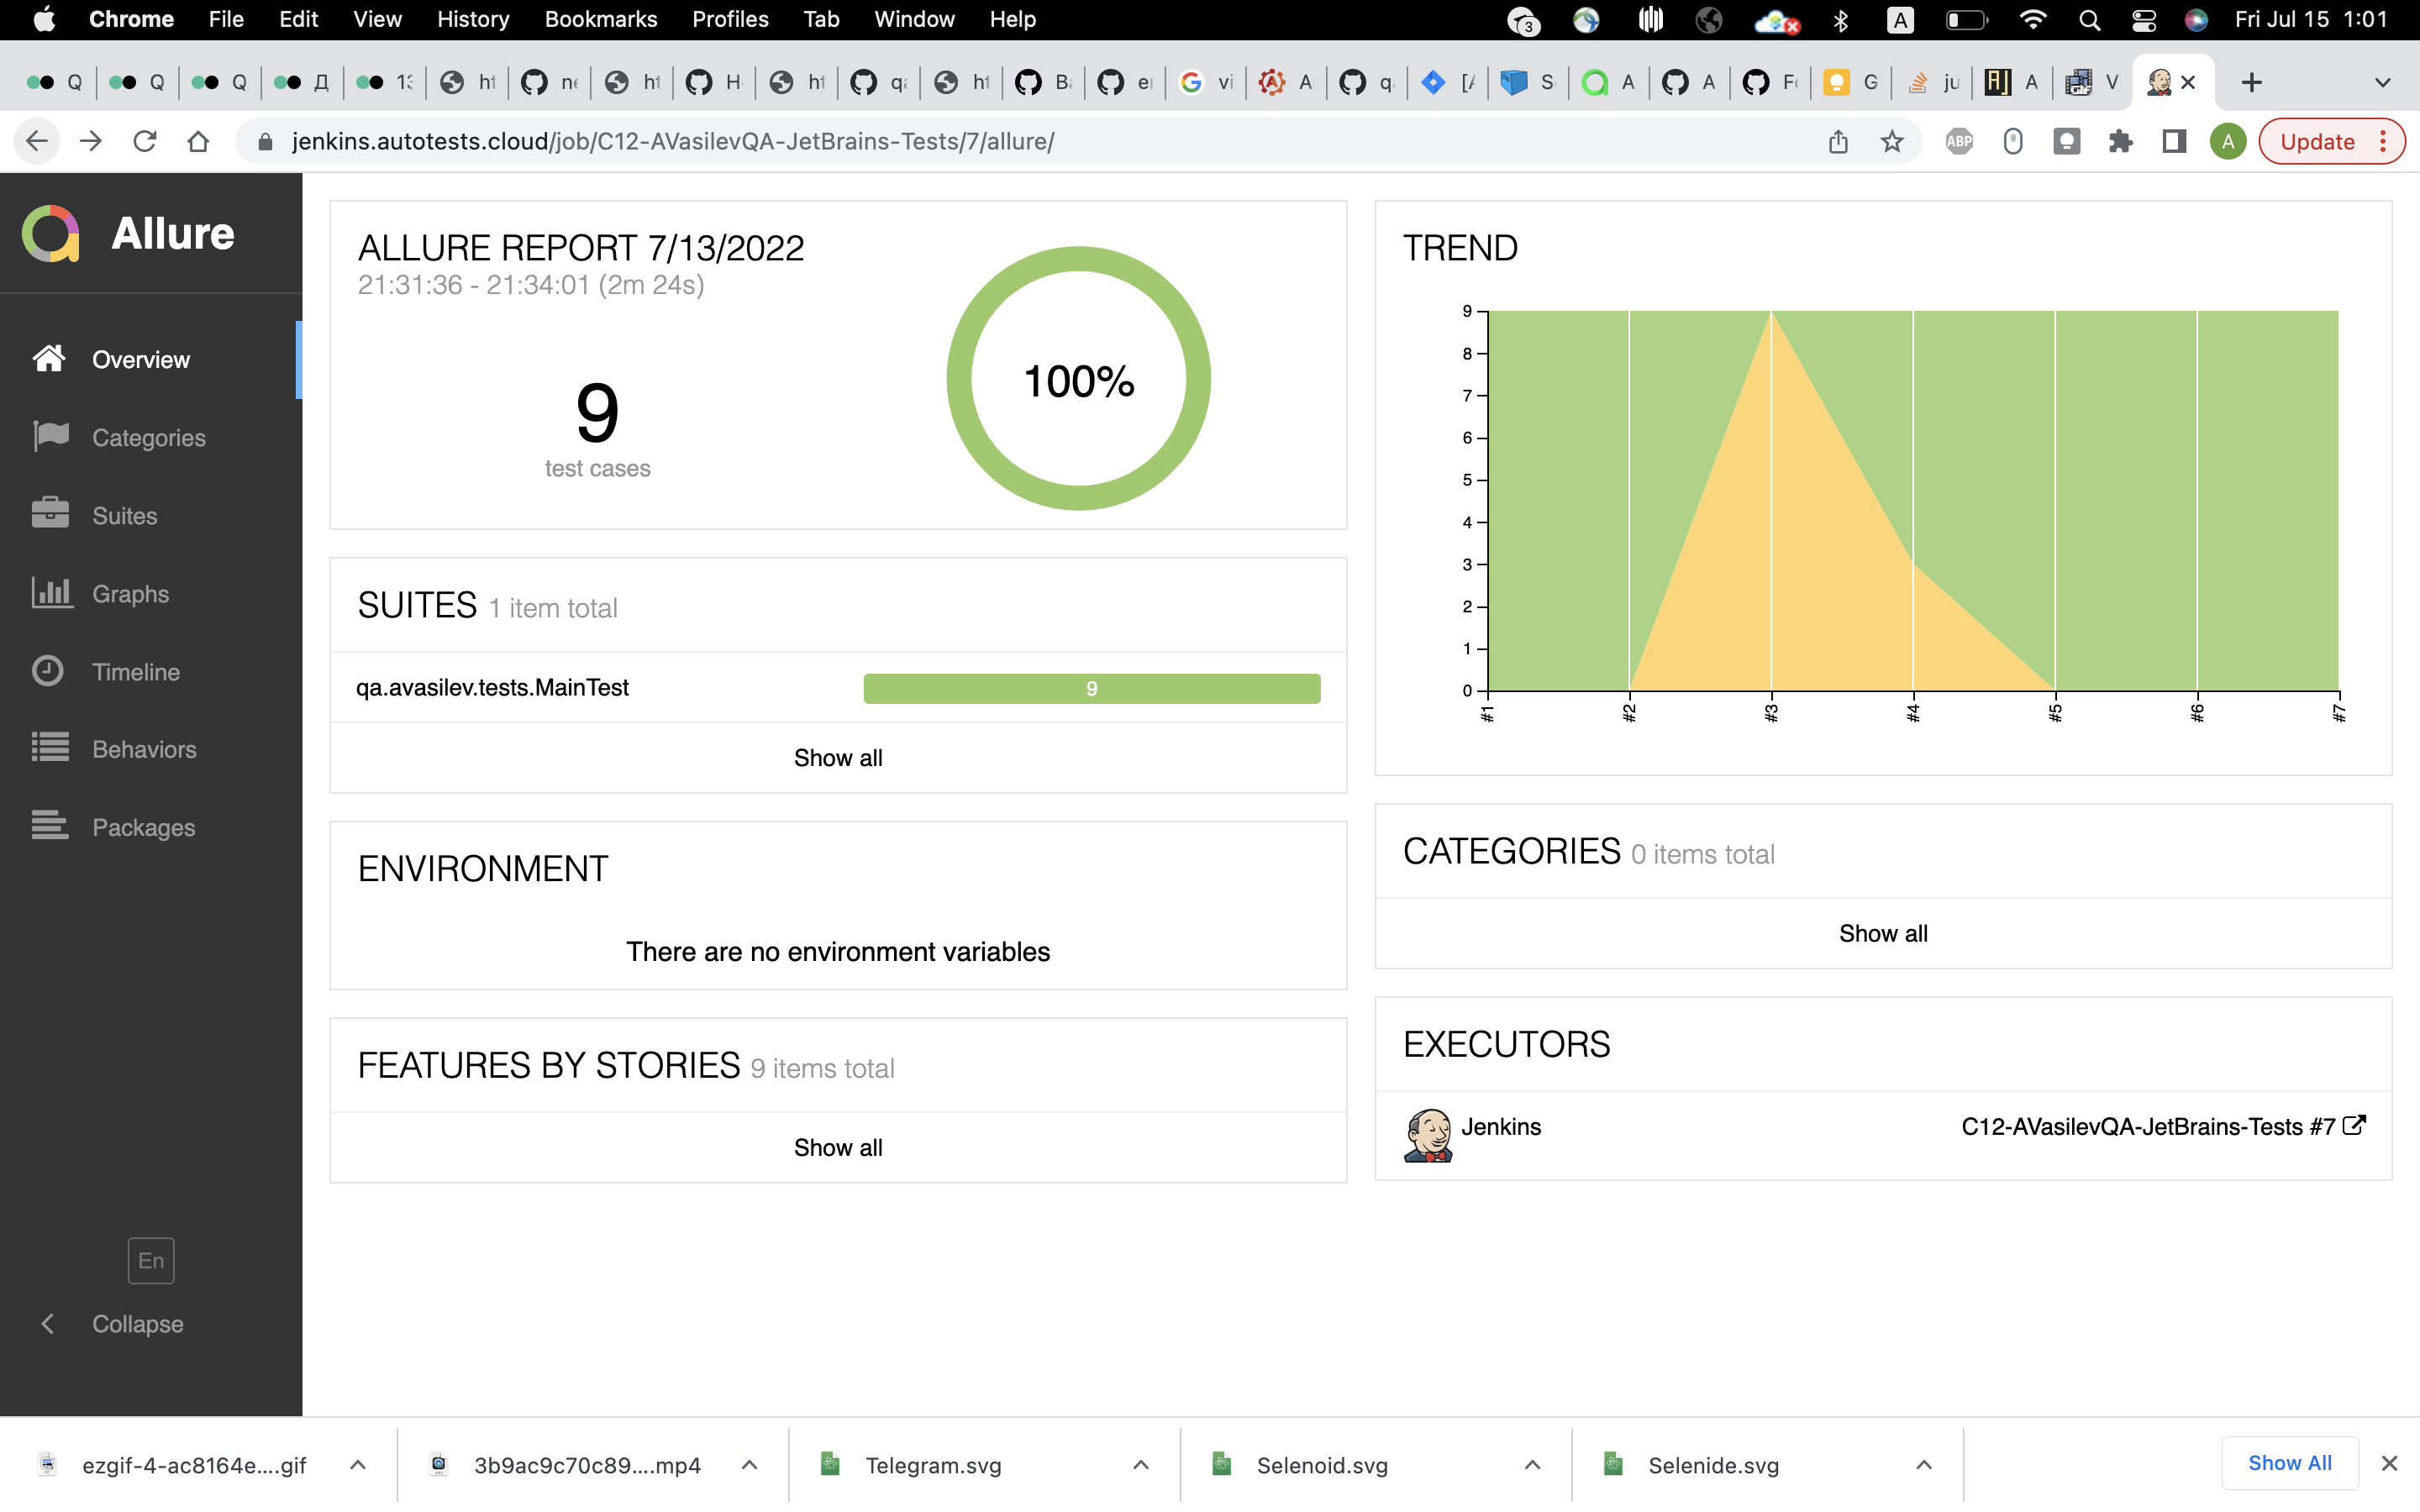 Chrome File Edit View History Bookmarks Profiles Tab Window Help 3 A Fri Jul 15 1:01
Q Q Q Д 13 ht ne ht H ht qa ht Ba A A q [A S A A Fo G ju A V
jenkins.autotests.cloud/job/C12-AVasilevQA-JetBrains-Tests/7/allure/ ABP A Update
Allure
Overview
Categories
Suites
Graphs
Timeline
Behaviors
Packages
En
Collapse
ALLURE REPORT 7/13/2022
21:31:36 - 21:34:01 (2m 24s)
9
test cases
100%
SUITES 1 item total
qa.avasilev.tests.MainTest 9
Show all
ENVIRONMENT
There are no environment variables
FEATURES BY STORIES 9 items total
Show all
TREND
9
8
7
6
5
4
3
2
1
0
#1 #2 #3 #4 #5 #6 #7
CATEGORIES 0 items total
Show all
EXECUTORS
Jenkins C12-AVasilevQA-JetBrains-Tests #7
ezgif-4-ac8164e....gif 3b9ac9c70c89....mp4 Telegram.svg Selenoid.svg Selenide.svg Show All